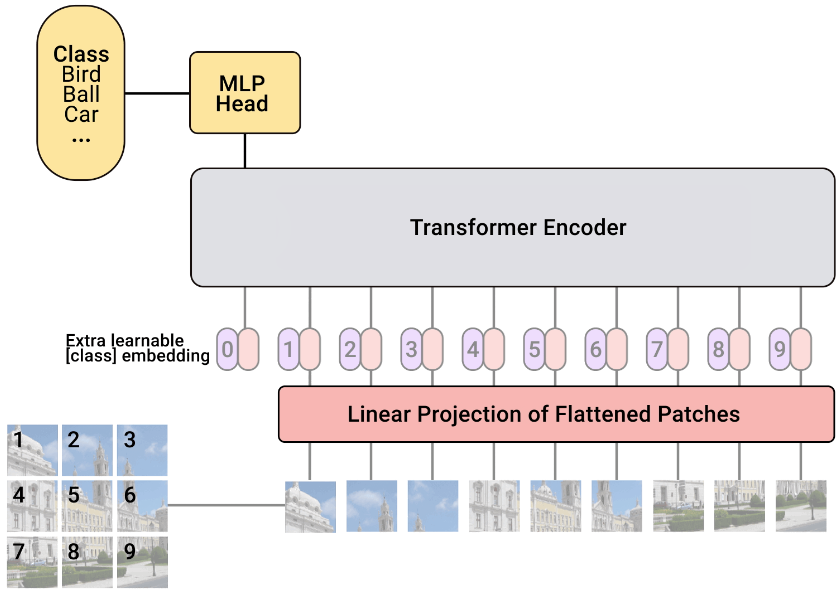 Class
Bird
Ball
Car
...
MLP
Head
Transformer Encoder
Extra learnable
[class] embedding
0 1 2 3 4 5 6 7 8 9
Linear Projection of Flattened Patches
1 2 3
4 5 6
7 8 9